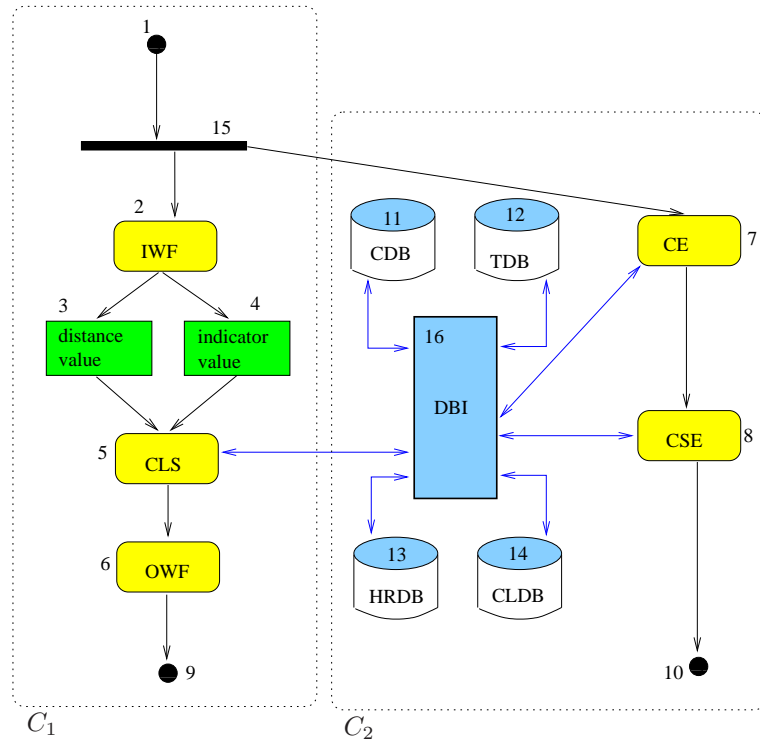 1
15
2
IWF
3
4
distance
value
indicator
value
5
CLS
6
OWF
9
C1
11
CDB
12
TDB
CE
7
16
DBI
CSE
8
13
HRDB
14
CLDB
10
C2